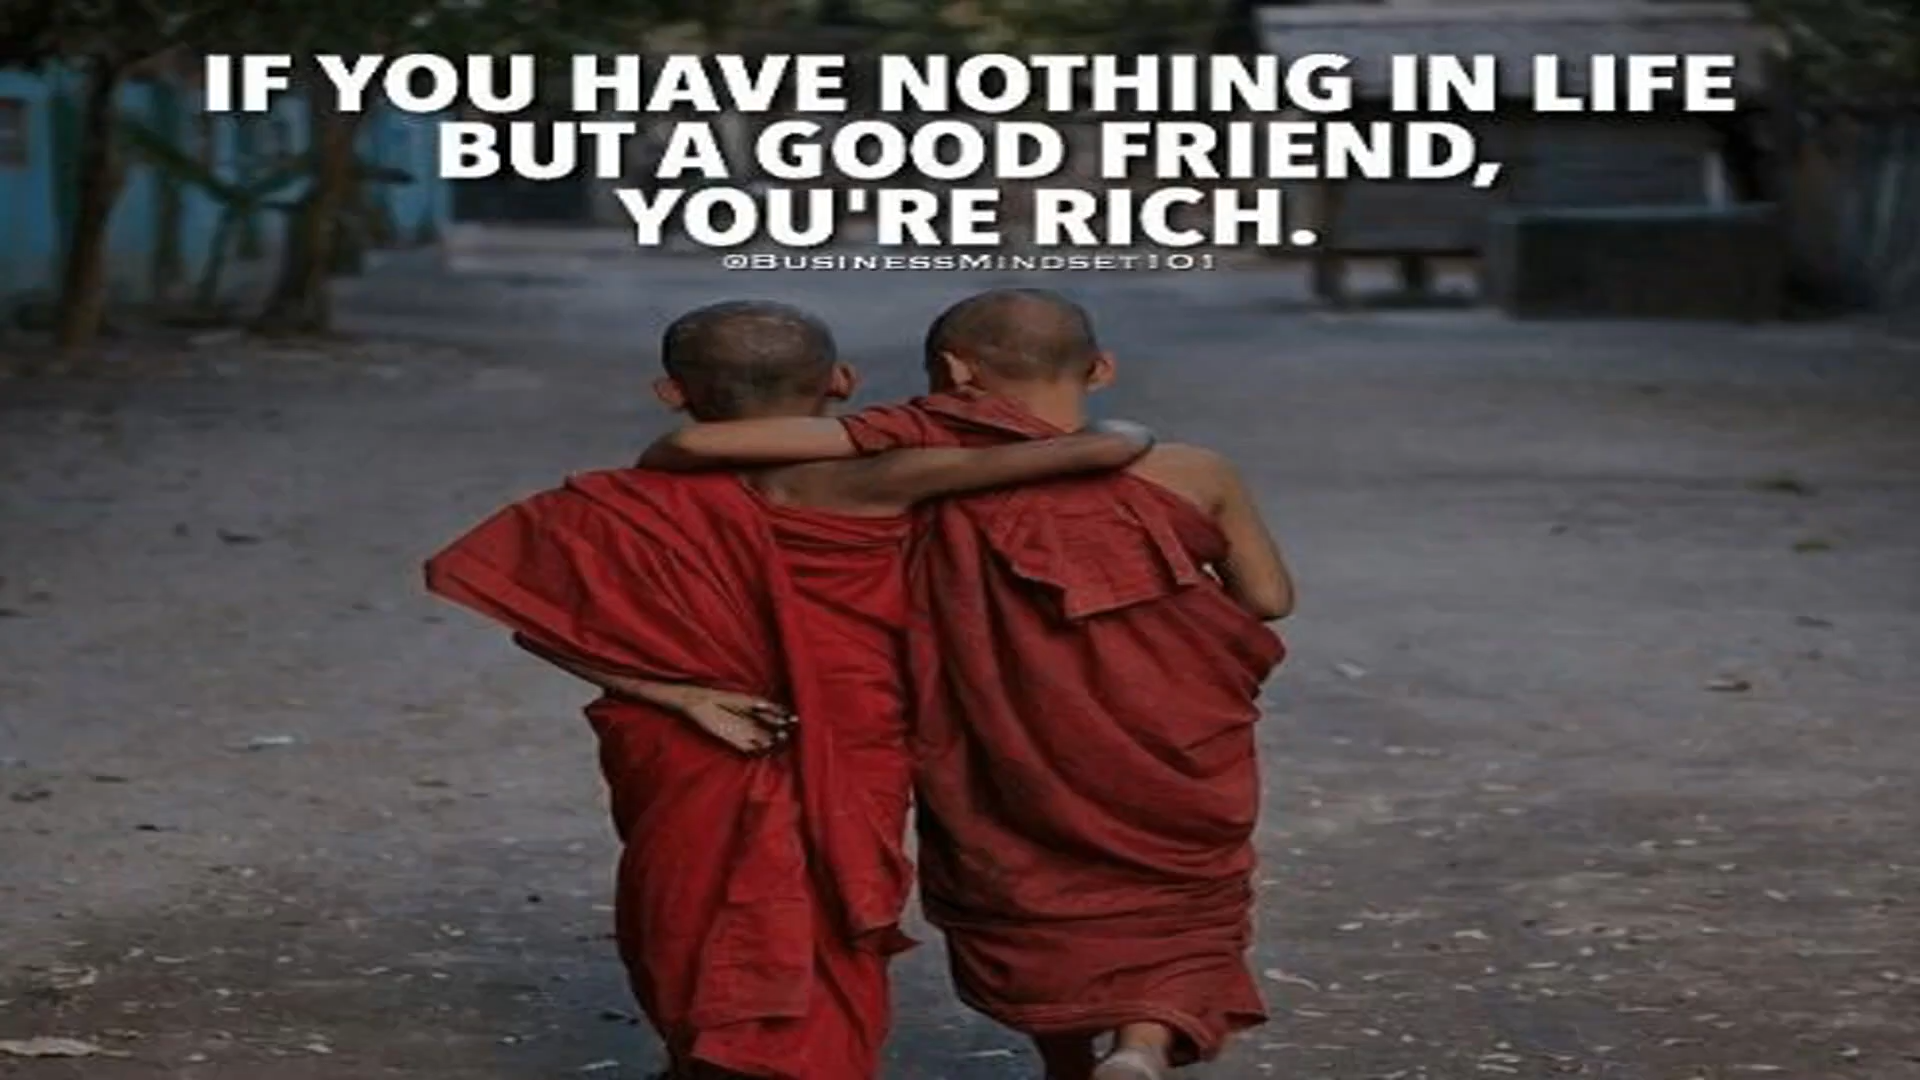 IF YOU HAVE NOTHING IN LIFE
BUT A GOOD FRIEND,
YOU'RE RICH.
@BUSINESSMINDSET101